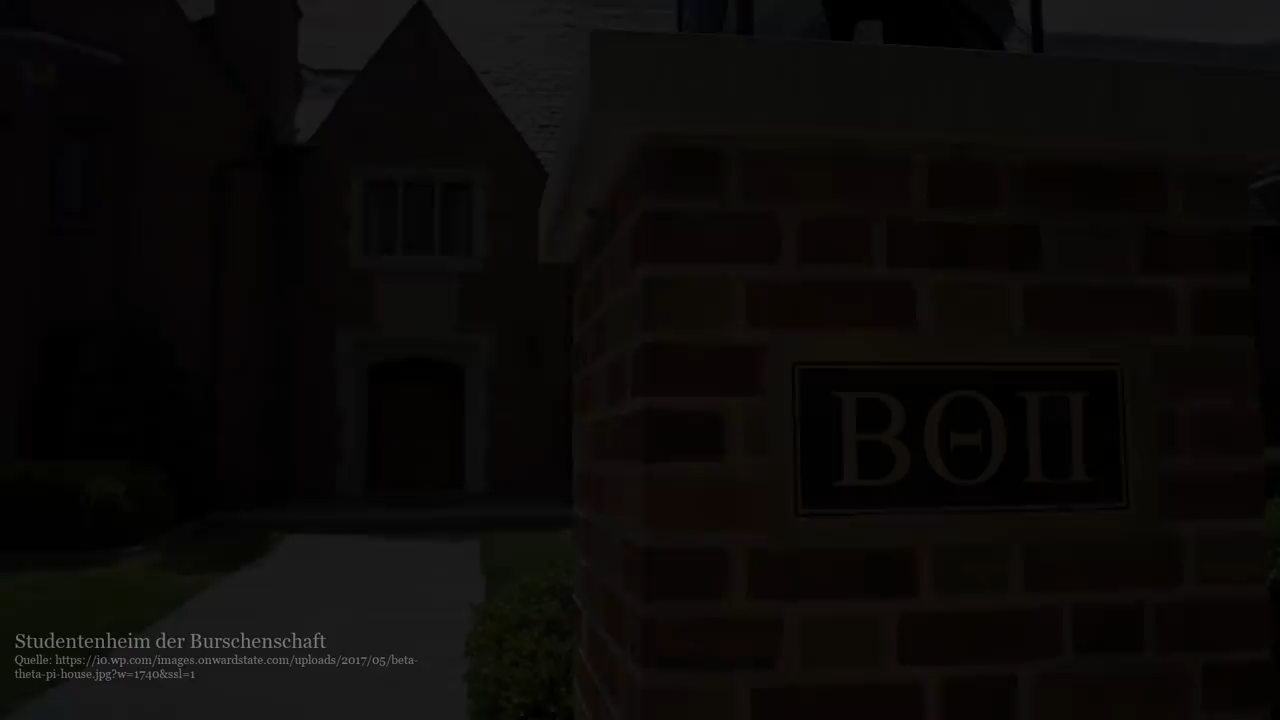 ΒΘΠ
Studentenheim der Burschenschaft
Quelle: https://i0.wp.com/images.onwardstate.com/uploads/2017/05/beta-
theta-pi-house.jpg?w=1740&ssl=1